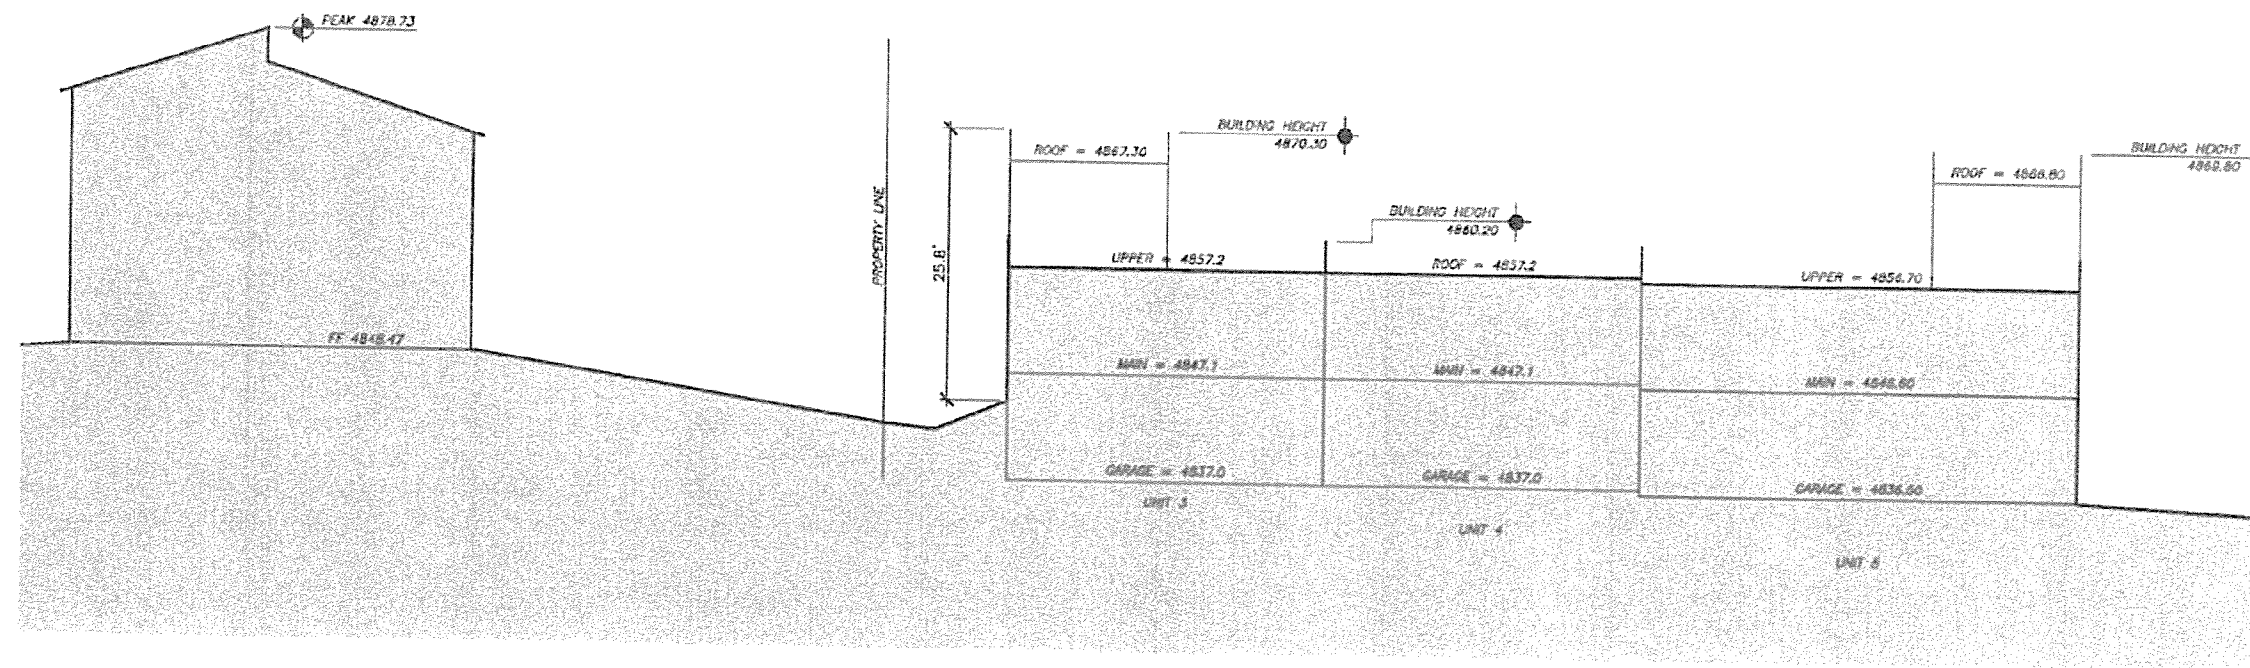 PEAK 4878.73
FF 4848.47
PROPERTY LINE
25.8'
ROOF = 4867.30
BUILDING HEIGHT
4870.30
BUILDING HEIGHT
4860.20
ROOF = 4866.80
BUILDING HEIGHT
4869.80
UPPER = 4857.2
ROOF = 4857.2
UPPER = 4856.70
MAIN = 4847.1
MAIN = 4847.1
MAIN = 4846.60
GARAGE = 4837.0
GARAGE = 4837.0
GARAGE = 4836.60
UNIT 3
UNIT 4
UNIT 5